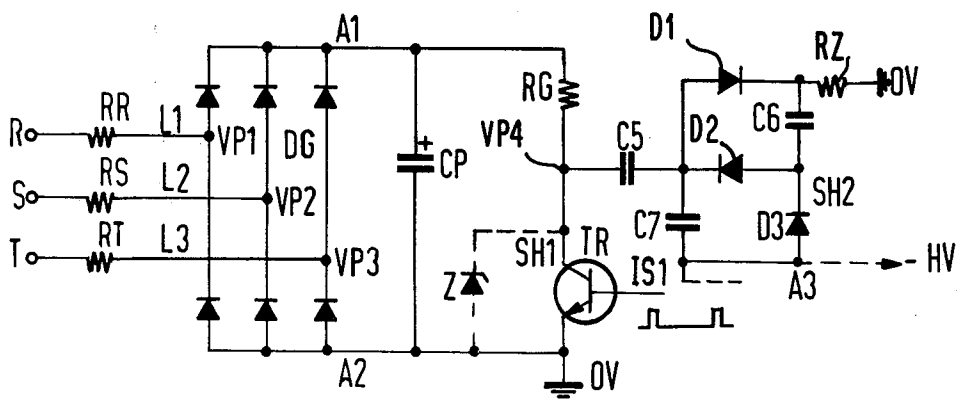 A1
D1
RZ
0V
RR
L1
R
VP1
DG
RG
VP4
C5
D2
C6
CP
RS
L2
S
VP2
SH2
RT
L3
T
VP3
C7
D3
SH1
TR
IS1
- HV
Z
A3
A2
0V
+